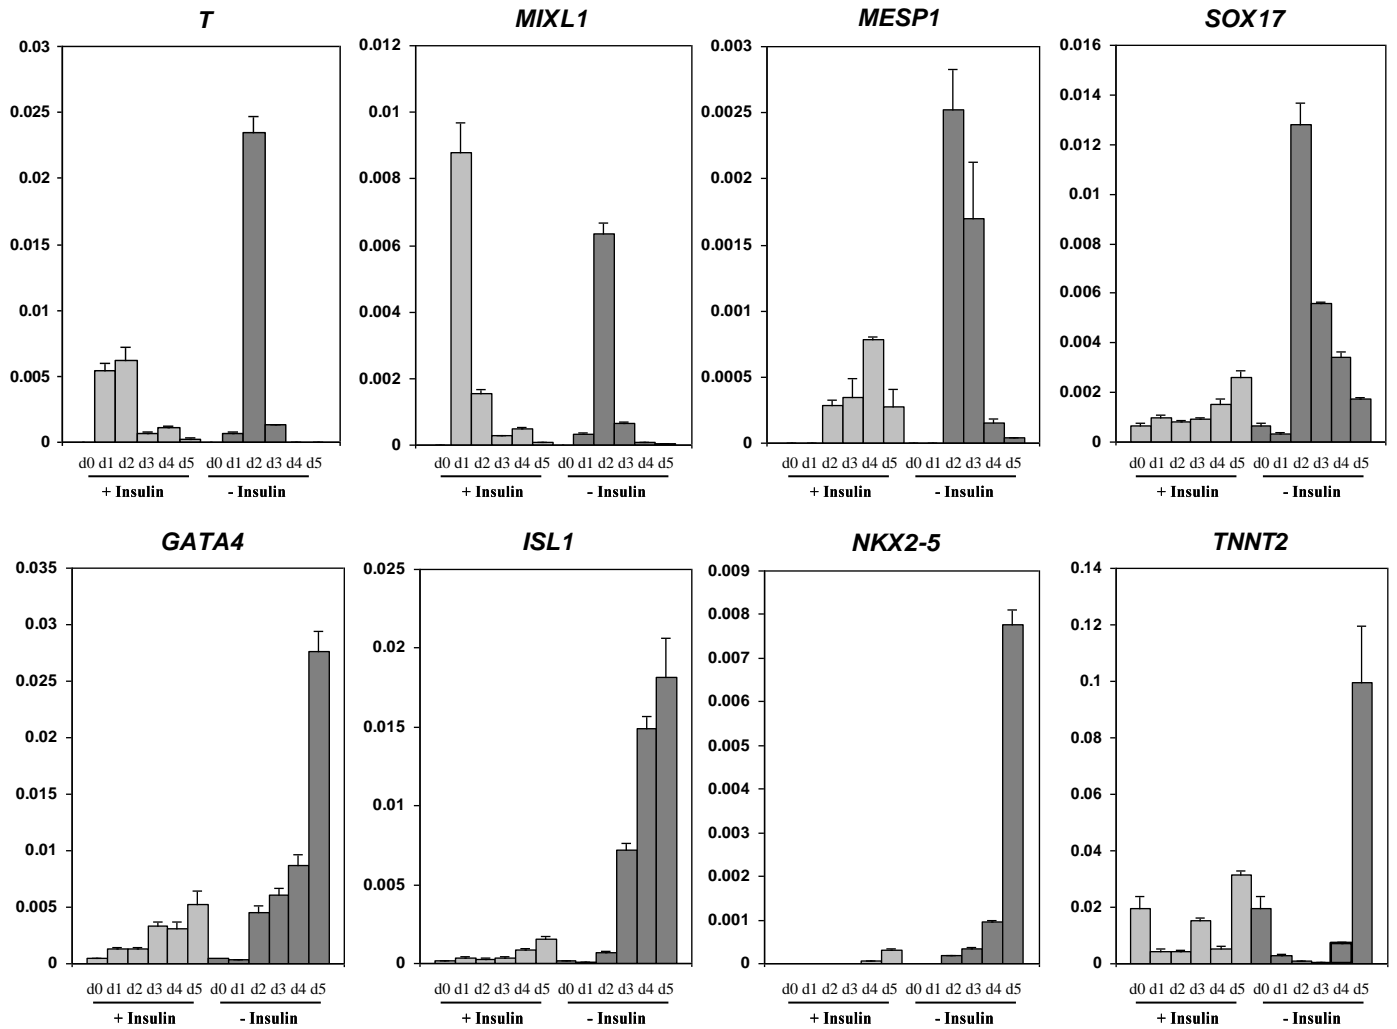 T
0.03
0.025
0.02
0.015
0.01
0.005
0
d0 d1 d2 d3 d4 d5 d0 d1 d2 d3 d4 d5
+ Insulin - Insulin
MIXL1
0.012
0.01
0.008
0.006
0.004
0.002
0
d0 d1 d2 d3 d4 d5 d0 d1 d2 d3 d4 d5
+ Insulin - Insulin
MESP1
0.003
0.0025
0.002
0.0015
0.001
0.0005
0
d0 d1 d2 d3 d4 d5 d0 d1 d2 d3 d4 d5
+ Insulin - Insulin
SOX17
0.016
0.014
0.012
0.01
0.008
0.006
0.004
0.002
0
d0 d1 d2 d3 d4 d5 d0 d1 d2 d3 d4 d5
+ Insulin - Insulin
GATA4
0.035
0.03
0.025
0.02
0.015
0.01
0.005
0
d0 d1 d2 d3 d4 d5 d0 d1 d2 d3 d4 d5
+ Insulin - Insulin
ISL1
0.025
0.02
0.015
0.01
0.005
0
d0 d1 d2 d3 d4 d5 d0 d1 d2 d3 d4 d5
+ Insulin - Insulin
NKX2-5
0.009
0.008
0.007
0.006
0.005
0.004
0.003
0.002
0.001
0
d0 d1 d2 d3 d4 d5 d0 d1 d2 d3 d4 d5
+ Insulin - Insulin
TNNT2
0.14
0.12
0.1
0.08
0.06
0.04
0.02
0
d0 d1 d2 d3 d4 d5 d0 d1 d2 d3 d4 d5
+ Insulin - Insulin